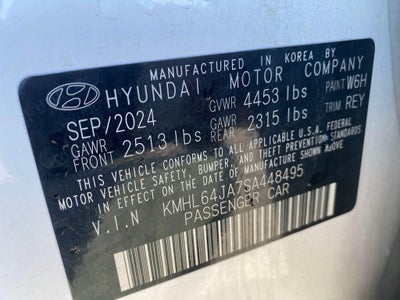 MANUFACTURED IN KOREA BY
HYUNDAI MOTOR COMPANY
SEP/2024 GVWR 4453 lbs PAINT W6H
GAWR FRONT 2513 lbs GAWR REAR 2315 lbs TRIM REY
THIS VEHICLE CONFORMS TO ALL APPLICABLE U.S.A. FEDERAL
MOTOR VEHICLE SAFETY, BUMPER, AND THEFT PREVENTION STANDARDS
IN EFFECT ON THE DATE OF MANUFACTURE SHOWN ABOVE.
V.I.N KMHL64JA7SA448495
PASSENGER CAR